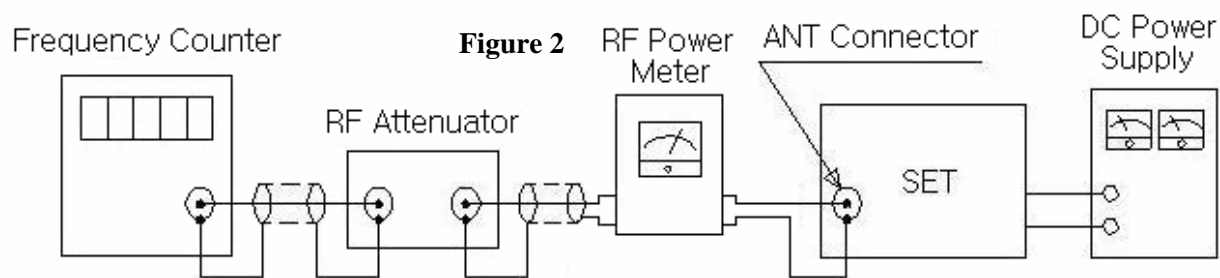 Frequency Counter
RF Attenuator
Figure 2
RF Power
Meter
ANT Connector
SET
DC Power
Supply